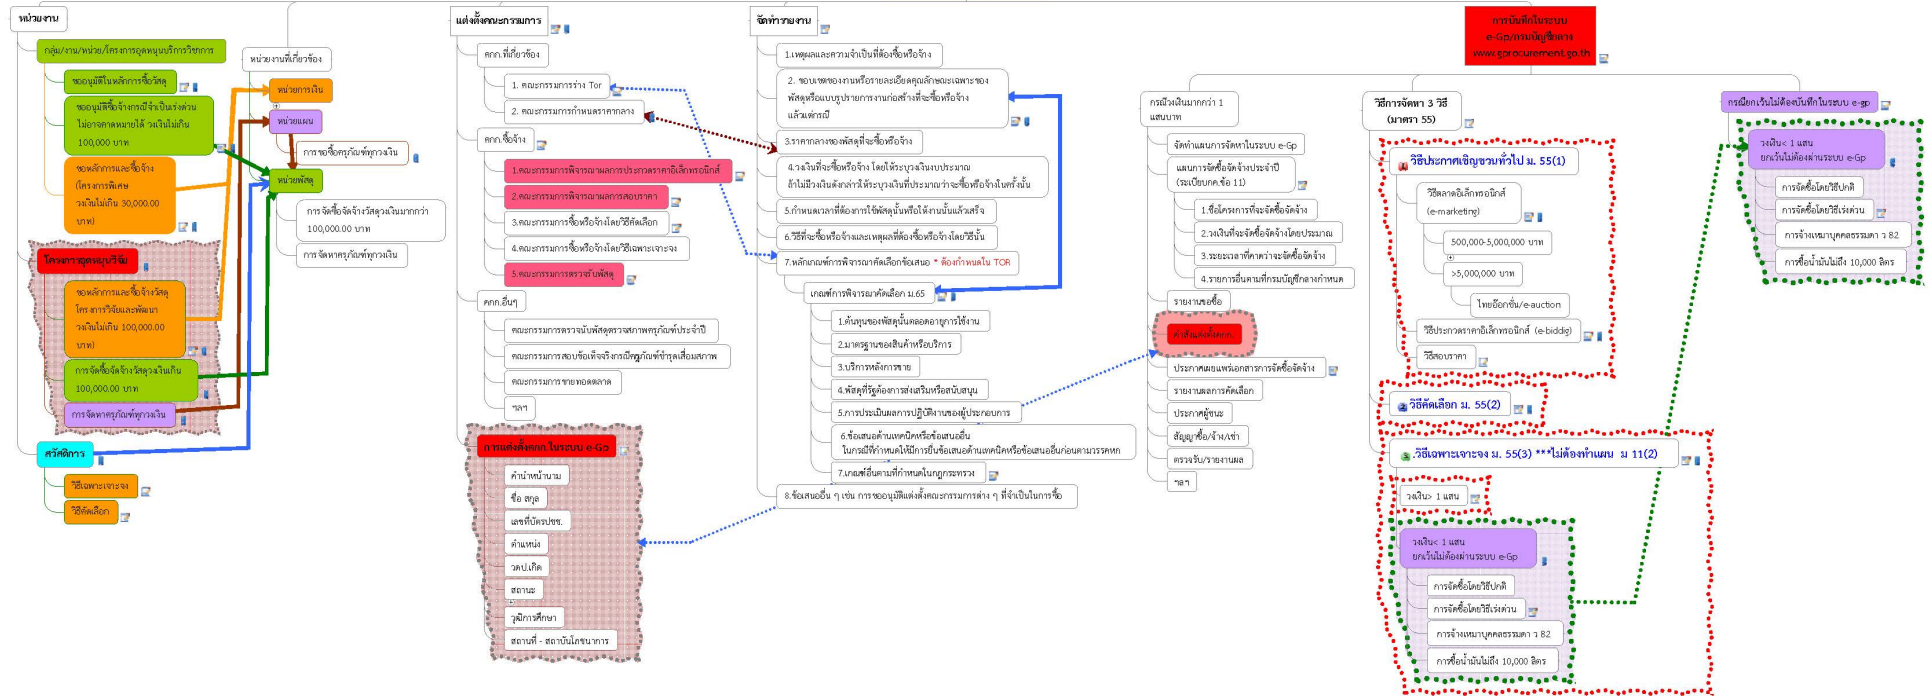 หน่วยงาน
กลุ่ม/งาน/หน่วย/โครงการอุดหนุนบริการวิชาการ
ขออนุมัติในหลักการซื้อวัสดุ
ขออนุมัติซื้อจ้างกรณีจำเป็นเร่งด่วน
ไม่อาจคาดหมายได้ วงเงินไม่เกิน
100,000 บาท
ขอหลักการและซื้อจ้าง
(โครงการพิเศษ
วงเงินไม่เกิน 30,000.00
บาท)
โครงการอุดหนุนวิจัย
ขอหลักการและซื้อจ้างวัสดุ
โครงการวิจัยและพัฒนา
วงเงินไม่เกิน 100,000.00
บาท)
การจัดซื้อจัดจ้างวัสดุวงเงินเกิน
100,000.00 บาท
การจัดหาครุภัณฑ์ทุกวงเงิน
สวัสดิการ
วิธีเฉพาะเจาะจง
วิธีคัดเลือก
หน่วยงานที่เกี่ยวข้อง
หน่วยการเงิน
หน่วยแผน
การขอซื้อครุภัณฑ์ทุกวงเงิน
หน่วยพัสดุ
การจัดซื้อจัดจ้างวัสดุวงเงินมากกว่า
100,000.00 บาท
การจัดหาครุภัณฑ์ทุกวงเงิน
แต่งตั้งคณะกรรมการ
คกก.ที่เกี่ยวข้อง
1. คณะกรรมการร่าง Tor
2. คณะกรรมการกำหนดราคากลาง
คกก.ซื้อจ้าง
1.คณะกรรมการพิจารณาผลการประกวดราคาอิเล็กทรอนิกส์
2.คณะกรรมการพิจารณาผลการสอบราคา
3.คณะกรรมการซื้อหรือจ้างโดยวิธีคัดเลือก
4.คณะกรรมการซื้อหรือจ้างโดยวิธีเฉพาะเจาะจง
5.คณะกรรมการตรวจรับพัสดุ
คกก.อื่นๆ
คณะกรรมการตรวจนับพัสดุตรวจสภาพครุภัณฑ์ประจำปี
คณะกรรมการสอบข้อเท็จจริงกรณีครุภัณฑ์ชำรุดเสื่อมสภาพ
คณะกรรมการขายทอดตลาด
ฯลฯ
การแต่งตั้งคกก.ในระบบ e-Gp
คำนำหน้านาม
ชื่อ สกุล
เลขที่บัตรปชช.
ตำแหน่ง
วดป.เกิด
สถานะ
วุฒิการศึกษา
สถานที่ - สถาบันโภชนาการ
จัดทำรายงาน
1.เหตุผลและความจำเป็นที่ต้องซื้อหรือจ้าง
2. ขอบเขตของงานหรือรายละเอียดคุณลักษณะเฉพาะของ
พัสดุหรือแบบรูปรายการงานก่อสร้างที่จะซื้อหรือจ้าง
แล้วแต่กรณี
3.ราคากลางของพัสดุที่จะซื้อหรือจ้าง
4.วงเงินที่จะซื้อหรือจ้าง โดยให้ระบุวงเงินงบประมาณ
ถ้าไม่มีวงเงินดังกล่าวให้ระบุวงเงินที่ประมาณว่าจะซื้อหรือจ้างในครั้งนั้น
5.กำหนดเวลาที่ต้องการใช้พัสดุนั้นหรือให้งานนั้นแล้วเสร็จ
6.วิธีที่จะซื้อหรือจ้างและเหตุผลที่ต้องซื้อหรือจ้างโดยวิธีนั้น
7.หลักเกณฑ์การพิจารณาคัดเลือกข้อเสนอ * ต้องกำหนดใน TOR
เกณฑ์การพิจารณาคัดเลือก ม.65
1.ต้นทุนของพัสดุนั้นตลอดอายุการใช้งาน
2.มาตรฐานของสินค้าหรือบริการ
3.บริการหลังการขาย
4.พัสดุที่รัฐต้องการส่งเสริมหรือสนับสนุน
5.การประเมินผลการปฏิบัติงานของผู้ประกอบการ
6.ข้อเสนอด้านเทคนิคหรือข้อเสนออื่น
ในกรณีที่กำหนดให้มีการยื่นข้อเสนอด้านเทคนิคหรือข้อเสนออื่นก่อนตามวรรคหก
7.เกณฑ์อื่นตามที่กำหนดในกฎกระทรวง
8.ข้อเสนออื่น ๆ เช่น การขออนุมัติแต่งตั้งคณะกรรมการต่าง ๆ ที่จำเป็นในการซื้อ
การบันทึกในระบบ
e-Gp/กรมบัญชีกลาง
www.gprocurement.go.th
กรณีวงเงินมากกว่า 1
แสนบาท
จัดทำแผนการจัดหาในระบบ e-Gp
แผนการจัดซื้อจ้างประจำปี
(ระเบียบกค.ข้อ 11)
1.ชื่อโครงการที่จะจัดซื้อจัดจ้าง
2.วงเงินที่จะจัดซื้อจัดจ้างโดยประมาณ
3.ระยะเวลาที่คาดว่าจะจัดซื้อจัดจ้าง
4.รายการอื่นตามที่กรมบัญชีกลางกำหนด
รายงานขอซื้อ
คำสั่งแต่งตั้งคกก.
ประกาศเผยแพร่เอกสารการจัดซื้อจัดจ้าง
รายงานผลการคัดเลือก
ประกาศผู้ชนะ
สัญญาซื้อ/จ้าง/เช่า
ตรวจรับ/รายงานผล
ฯลฯ
วิธีการจัดหา 3 วิธี
(มาตรา 55)
วิธีประกาศเชิญชวนทั่วไป ม. 55(1)
วิธีตลาดอิเล็กทรอนิกส์
(e-marketing)
500,000-5,000,000 บาท
>5,000,000 บาท
ไทยอ๊อกชั่น/e-auction
วิธีประกวดราคาอิเล็กทรอนิกส์ (e-biddig)
วิธีสอบราคา
วิธีคัดเลือก ม. 55(2)
.วิธีเฉพาะเจาะจง ม. 55(3) ***ไม่ต้องทำแผน ม 11(2)
วงเงิน> 1 แสน
วงเงิน< 1 แสน
ยกเว้นไม่ต้องผ่านระบบ e-Gp
การจัดซื้อโดยวิธีปกติ
การจัดซื้อโดยวิธีเร่งด่วน
การจ้างเหมาบุคคลธรรมดา ว 82
การซื้อน้ำมันไม่ถึง 10,000 ลิตร
กรณียกเว้นไม่ต้องบันทึกในระบบ e-gp
วงเงิน< 1 แสน
ยกเว้นไม่ต้องผ่านระบบ e-Gp
การจัดซื้อโดยวิธีปกติ
การจัดซื้อโดยวิธีเร่งด่วน
การจ้างเหมาบุคคลธรรมดา ว 82
การซื้อน้ำมันไม่ถึง 10,000 ลิตร